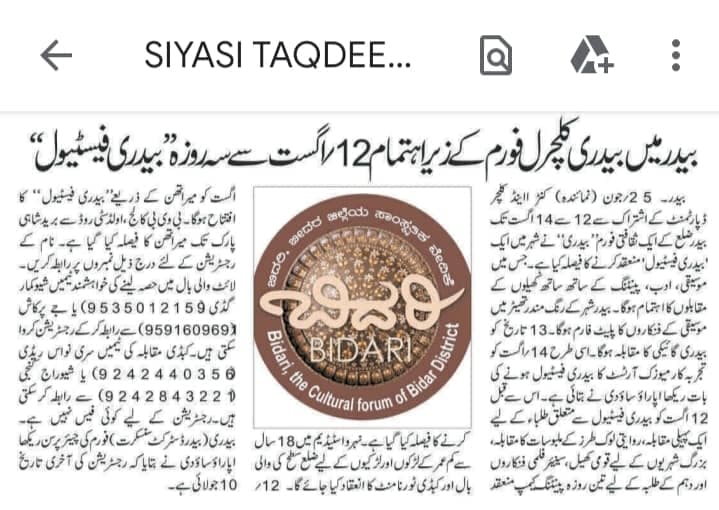 SIYASI TAQDEE...
بیدر میں بیدری کلچرل فورم کے زیر اہتمام 12/اگست سے سہ روزہ ”بیدری فیسٹیول“
بیدر۔ 25/جون (نمائندہ) کنڑ ااینڈ کلچر
ڈپارٹمنٹ کے اشتراک سے 12 سے 14 اگست تک
بیدر ضلع کے ایک ثقافتی فورم ”بیدری“ نے شہر میں ایک
'بیدری فیسٹیول' منعقد کرنے کا فیصلہ کیا ہے۔ جس میں
موسیقی، ادب، پینٹنگ کے ساتھ ساتھ کھیلوں کے
مقابلوں کا اہتمام ہوگا۔ بیدر شہر کے رنگ مندر تھیٹر میں
موسیقی کے فنکاروں کا پلیٹ فارم ہوگا۔ 13 تاریخ کو
بیدری گائیکی کا مقابلہ ہوگا۔ اسی طرح 14/اگست کو
تجربہ کار میوزک آرٹسٹ کا بیدری فیسٹیول ہونے کی
بات ریکھا اپاراؤ ساؤدی نے بتائی ہے۔ اس سے قبل
12 اگست کو بیدری فیسٹیول سے متعلق طلباء کے لیے
ایک پہیلی مقابلہ، روایتی لوک طرز کے ملبوسات کا مقابلہ،
بزرگ شہریوں کے لیے قومی کھیل، سینئر فلمی فنکاروں
اور دہم کے طلبہ کے لیے تین روزہ پینٹنگ کیمپ منعقد
ಬಿದರಿ, ಬೀದರ ಜಿಲ್ಲೆಯ ಸಾಂಸ್ಕೃತಿಕ ವೇದಿಕೆ
ಬಿದರಿ
BIDARI
Bidari, the Cultural forum of Bidar District
کرنے کا فیصلہ کیا گیا ہے۔ نہرو اسٹیڈیم میں 18 سال
سے کم عمر کے لڑکوں اور لڑکیوں کے لیے ضلع سطح کی والی
بال اور کبڈی ٹورنامنٹ کا انعقاد کیا جائے گا۔ 12/
اگست کو میراتھن کے ذریعے ”بیدری فیسٹیول“ کا
افتتاح ہوگا۔ بی وی بی کالج، اولڈ سٹی روڈ سے بریدشاہی
پارک تک میراتھن کا فیصلہ کیا گیا ہے۔ نام کے
رجسٹریشن کے لئے درج ذیل نمبروں پر رابطہ کریں۔
لائٹ والی بال میں حصہ لینے کی خواہشمند ٹیمیں شیوکمار
گڈی (9535012159) یا جے پرکاش
(959160969) سے رابطہ کرکے رجسٹریشن کروا
سکتی ہیں۔ کبڈی مقابلہ کی ٹیمیں سری نواس ریڈی
(9242440356) یا شیوراج
(9242843221) سے رابطہ کر سکتی
ہیں۔ رجسٹریشن کے لیے کوئی فیس نہیں ہے۔
بیدری (بیدر ڈسٹرکٹ سنسکرت) فورم کی چیئر پرسن ریکھا
اپاراؤ ساؤدی نے بتایا کہ رجسٹریشن کی آخری تاریخ
10 جولائی ہے۔